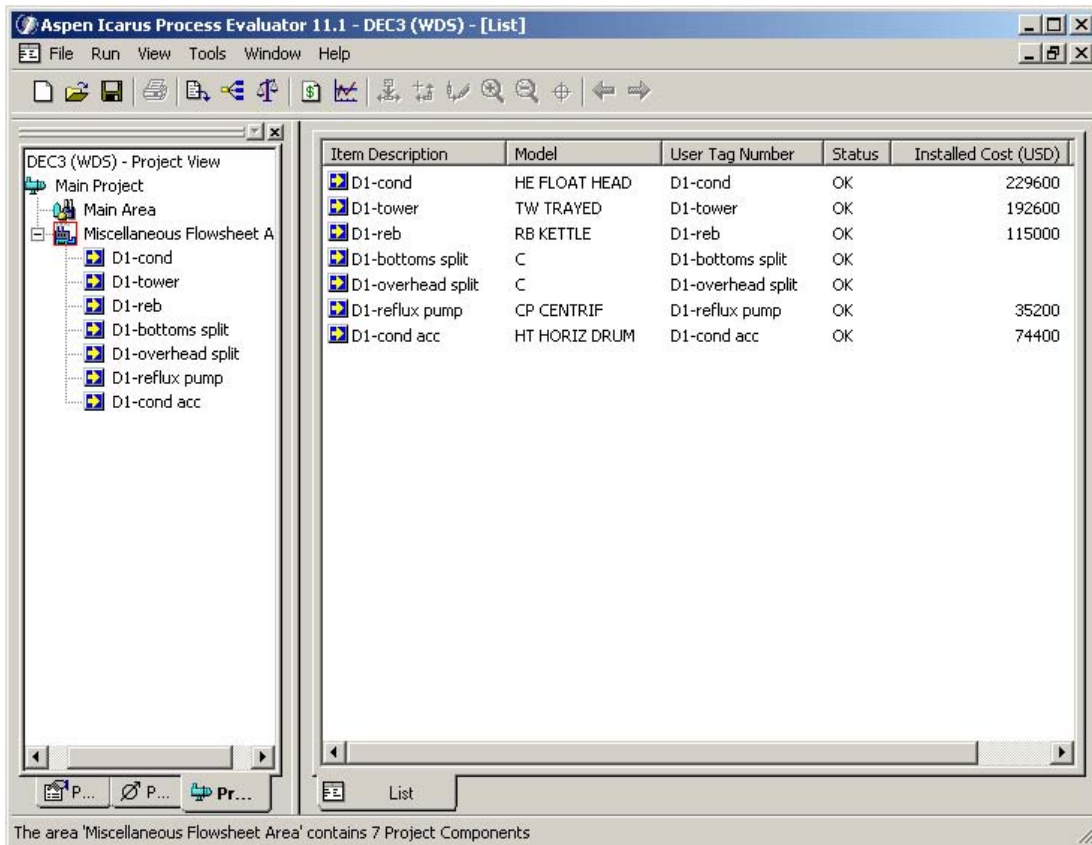 Aspen Icarus Process Evaluator 11.1 - DEC3 (WDS) - [List]
File Run View Tools Window Help
DEC3 (WDS) - Project View
Main Project
Main Area
Miscellaneous Flowsheet A
D1-cond
D1-tower
D1-reb
D1-bottoms split
D1-overhead split
D1-reflux pump
D1-cond acc
P... P... Pr...
Item Description Model User Tag Number Status Installed Cost (USD)
D1-cond HE FLOAT HEAD D1-cond OK 229600
D1-tower TW TRAYED D1-tower OK 192600
D1-reb RB KETTLE D1-reb OK 115000
D1-bottoms split C D1-bottoms split OK
D1-overhead split C D1-overhead split OK
D1-reflux pump CP CENTRIF D1-reflux pump OK 35200
D1-cond acc HT HORIZ DRUM D1-cond acc OK 74400
List
The area 'Miscellaneous Flowsheet Area' contains 7 Project Components